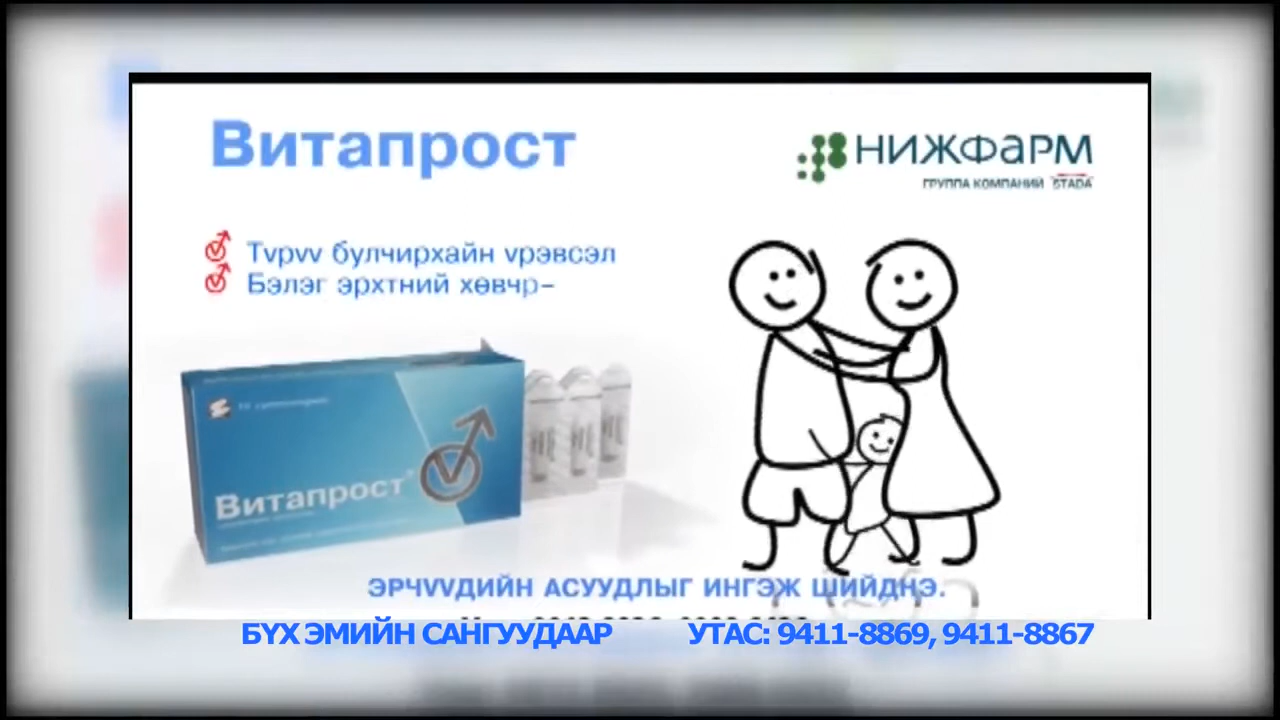 Витапрост
НИЖФАРМ
ГРУППА КОМПАНИЙ STADA
Tvpvv булчирхайн vрэвсэл
Бэлэг эрхтний хөвчр-
Витапрост
ЭРЧVVДИЙН АСУУДЛЫГ ИНГЭЖ ШИЙДНЭ.
БҮХ ЭМИЙН САНГУУДААР УТАС: 9411-8869, 9411-8867